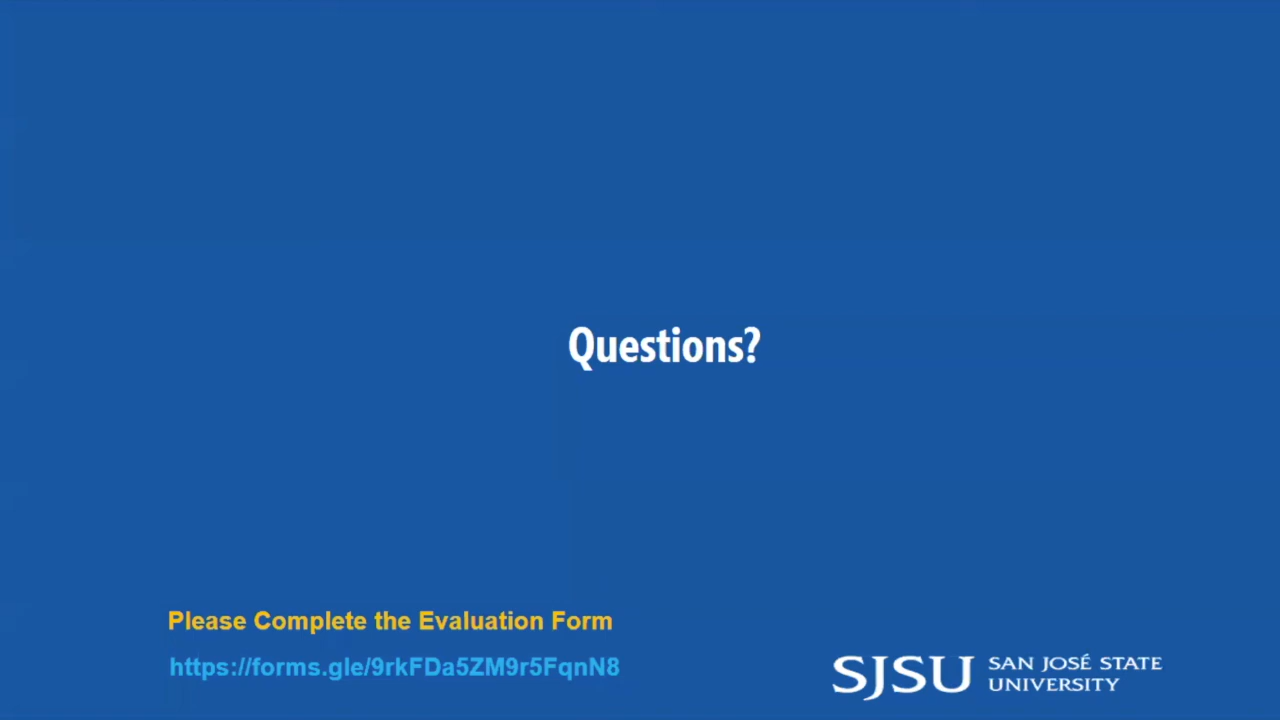 Questions?
Please Complete the Evaluation Form
https://forms.gle/9rkFDa5ZM9r5FqnN8
SJSU SAN JOSÉ STATE
UNIVERSITY